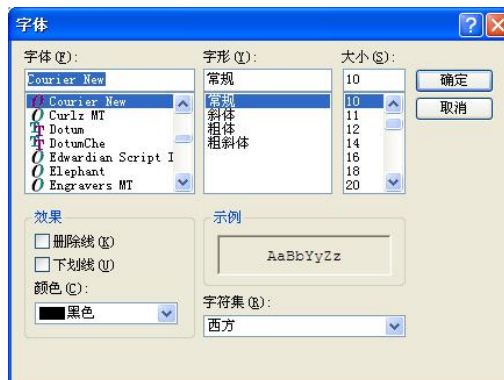 字体
字体(F):
字形(Y):
大小(S):
Courier New
常规
10
确定
取消
Courier New
Curlz MT
Dotum
DotumChe
Edwardian Script I
Elephant
Engravers MT
常规
斜体
粗体
粗斜体
10
11
12
14
16
18
20
效果
删除线(K)
下划线(U)
颜色(C):
黑色
示例
AaBbYyZz
字符集(R):
西方